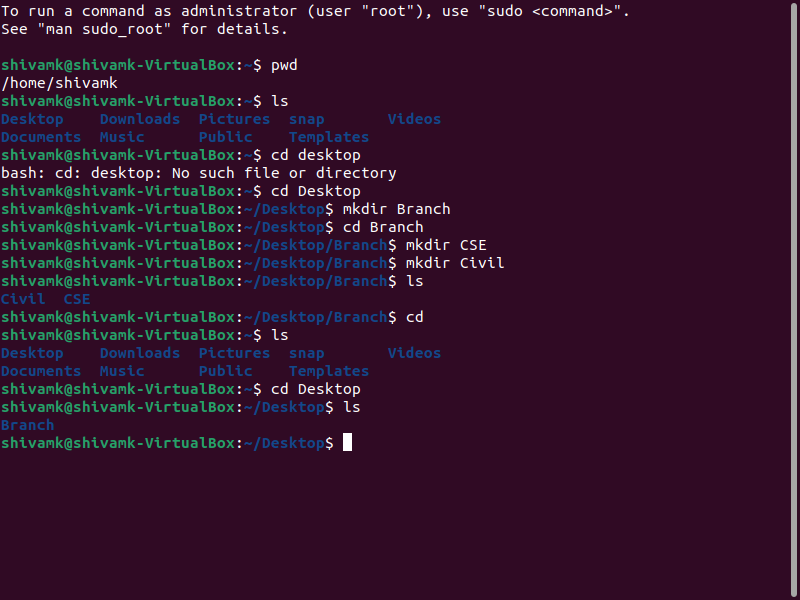 To run a command as administrator (user "root"), use "sudo <command>".
See "man sudo_root" for details.
shivamk@shivamk-VirtualBox:~$ pwd
/home/shivamk
shivamk@shivamk-VirtualBox:~$ ls
Desktop    Downloads  Pictures  snap       Videos
Documents  Music      Public    Templates
shivamk@shivamk-VirtualBox:~$ cd desktop
bash: cd: desktop: No such file or directory
shivamk@shivamk-VirtualBox:~$ cd Desktop
shivamk@shivamk-VirtualBox:~/Desktop$ mkdir Branch
shivamk@shivamk-VirtualBox:~/Desktop$ cd Branch
shivamk@shivamk-VirtualBox:~/Desktop/Branch$ mkdir CSE
shivamk@shivamk-VirtualBox:~/Desktop/Branch$ mkdir Civil
shivamk@shivamk-VirtualBox:~/Desktop/Branch$ ls
Civil  CSE
shivamk@shivamk-VirtualBox:~/Desktop/Branch$ cd
shivamk@shivamk-VirtualBox:~$ ls
Desktop    Downloads  Pictures  snap       Videos
Documents  Music      Public    Templates
shivamk@shivamk-VirtualBox:~$ cd Desktop
shivamk@shivamk-VirtualBox:~/Desktop$ ls
Branch
shivamk@shivamk-VirtualBox:~/Desktop$